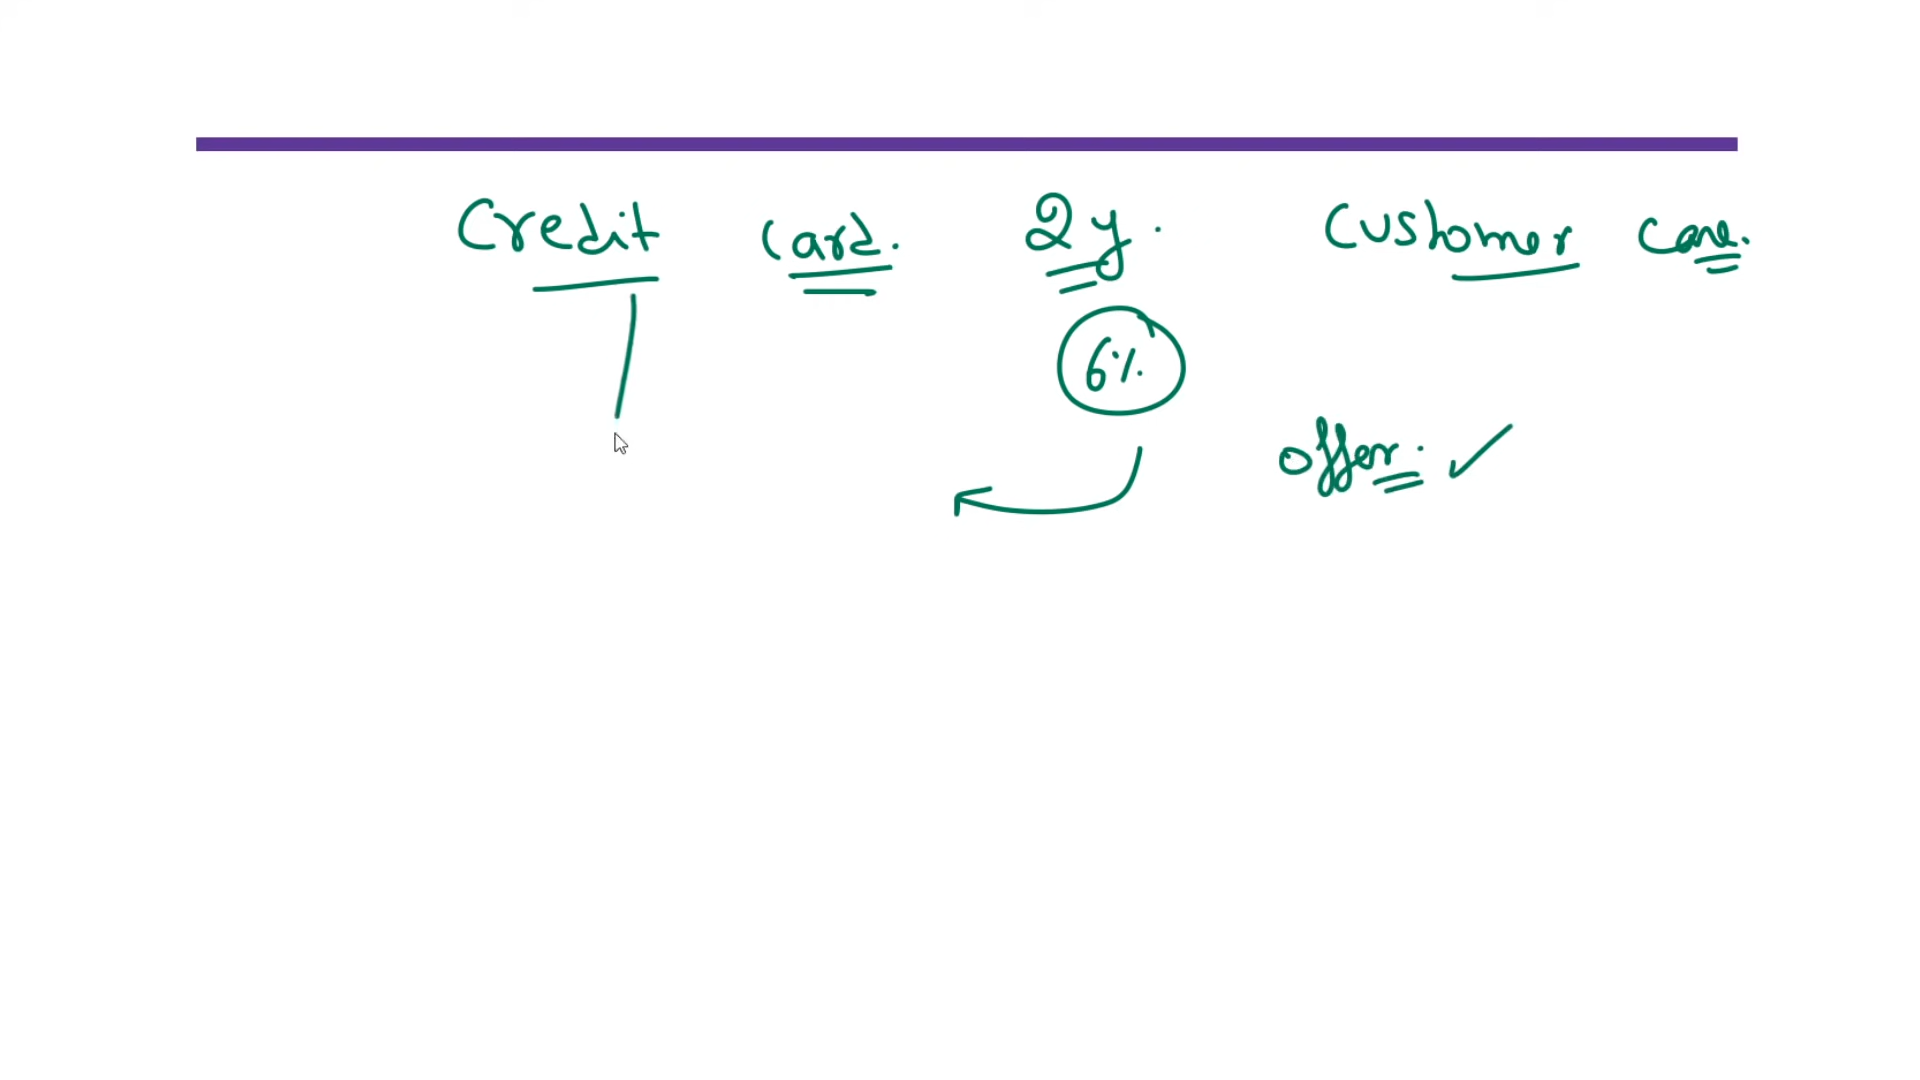 Credit Card. 2y. Customer Care.
6%
offer. ✓